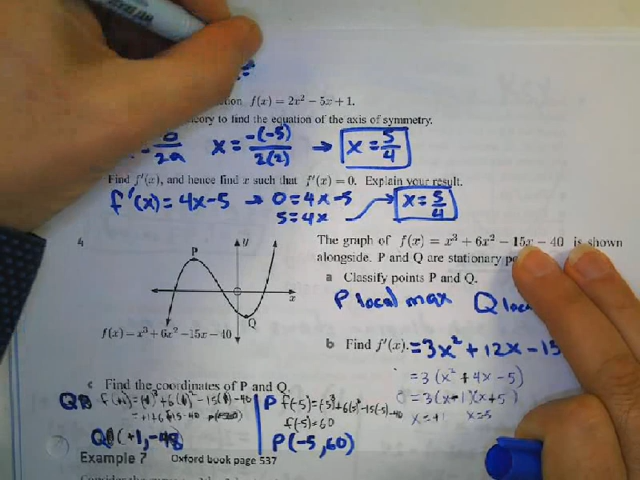 f(x) = 2x² − 5x + 1.
to find the equation of the axis of symmetry.
2a x = -(-5)/2(2) → x = 5/4
Find f′(x), and hence find x such that f′(x) = 0. Explain your result.
f'(x) = 4x-5 → 0 = 4x-5 → x = 5/4
5 = 4x
4
The graph of f(x) = x³ + 6x² − 15x − 40 is shown
alongside. P and Q are stationary
a Classify points P and Q.
P local max Q
P
y
x
Q
f(x) = x³ + 6x² − 15x − 40
b Find f′(x). = 3x² + 12x - 15
= 3(x² + 4x - 5)
0 = 3(x-1)(x+5)
x = +1 x = -5
c Find the coordinates of P and Q.
Q(+1, -48)
P f(-5) = (-5)³ + 6(-5)² - 15(-5) - 40
f(-5) = 60
P(-5, 60)
Example 7 Oxford book page 537